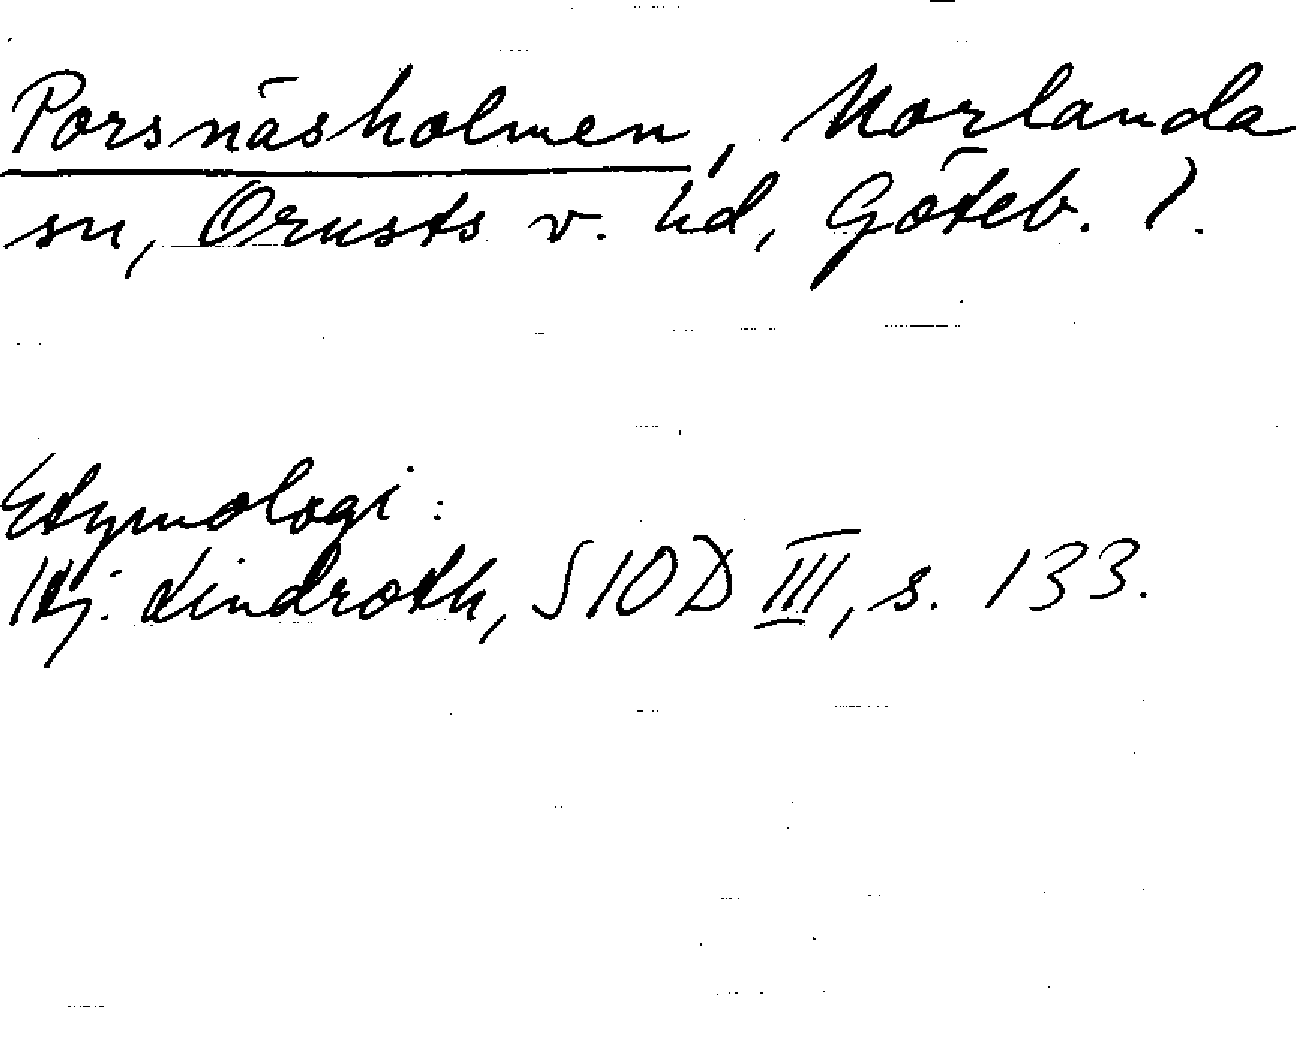 Porsnäsholmen, Morlanda
sn, Orusts v. hd, Göteb. l.
Etymologi:
Hj. Lindroth, SIOD III, s. 133.